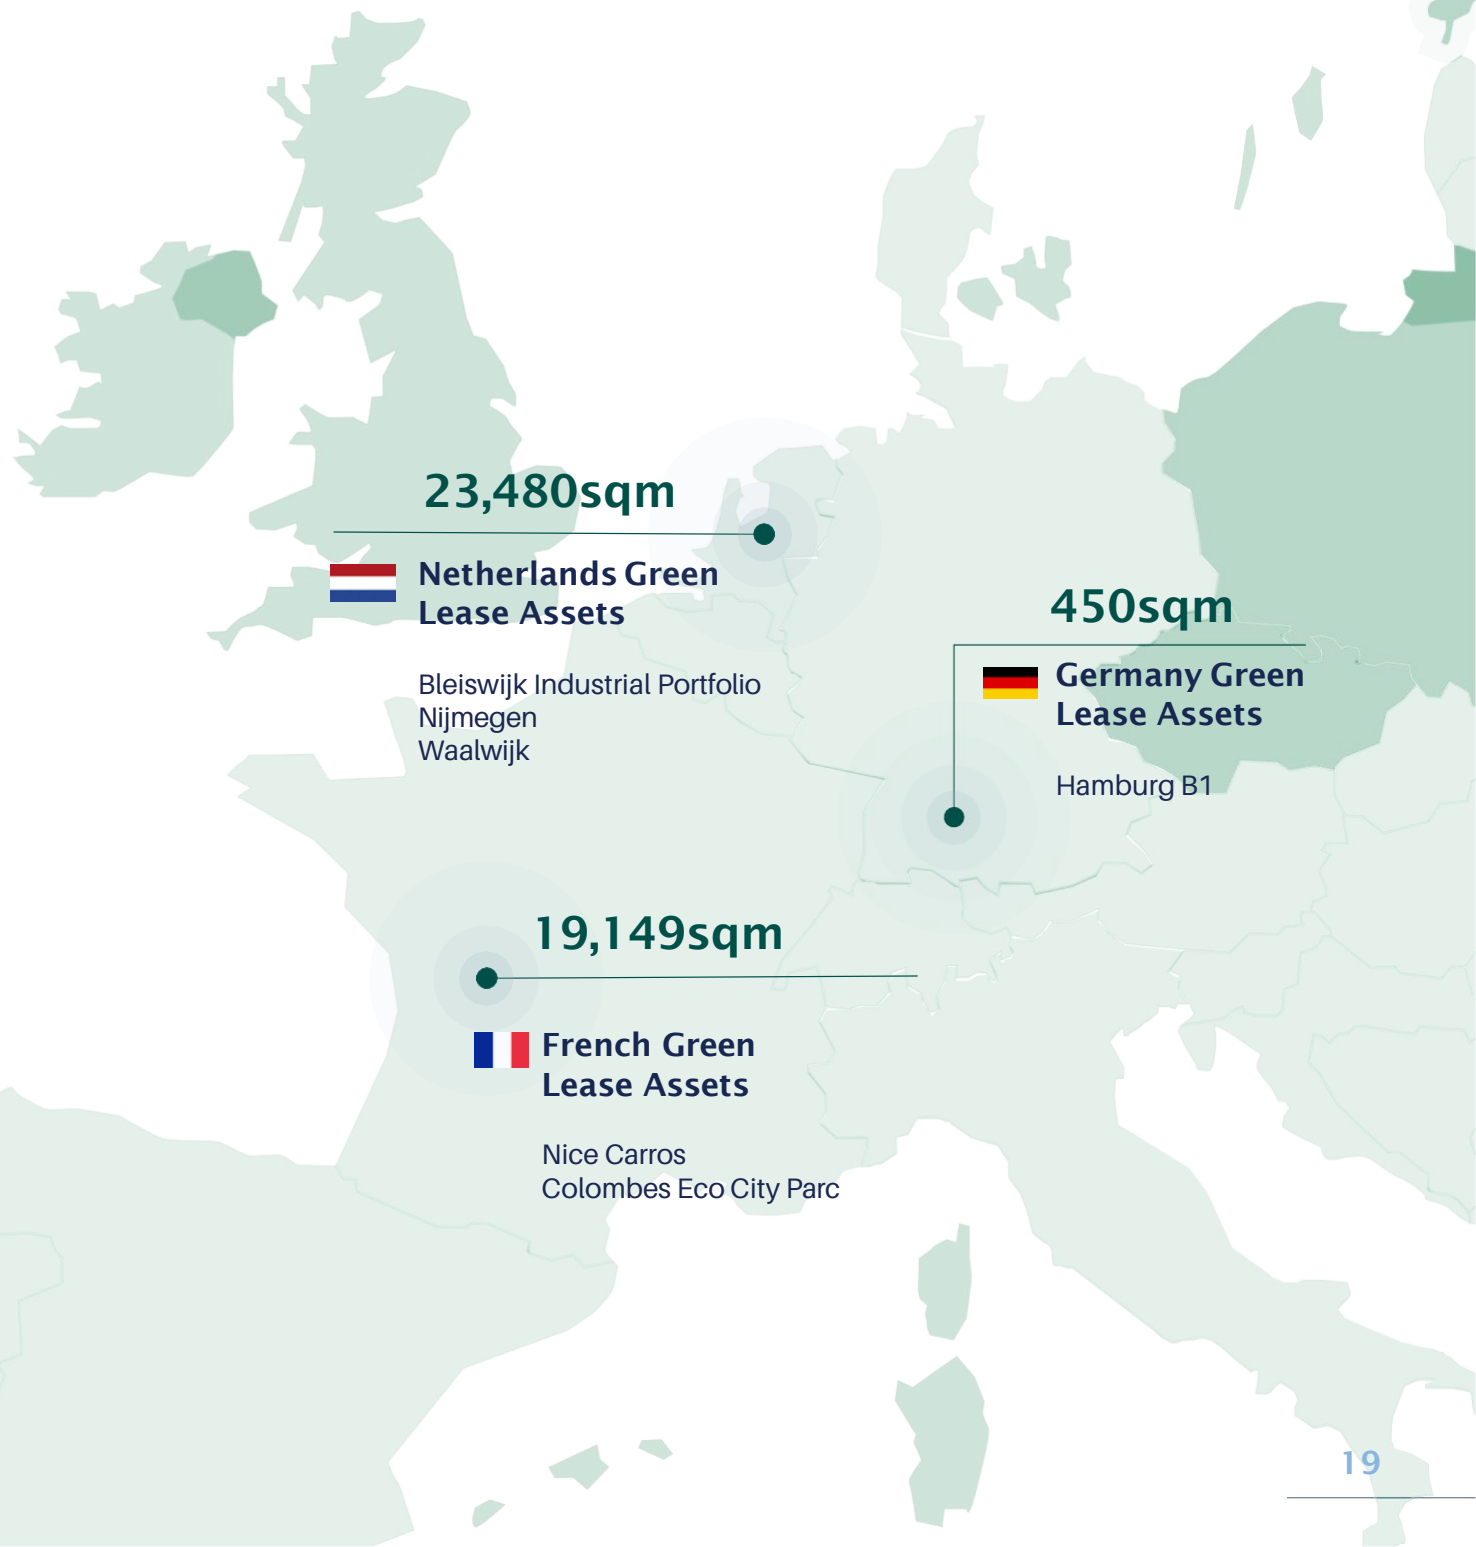 23,480sqm
Netherlands Green
Lease Assets
Bleiswijk Industrial Portfolio
Nijmegen
Waalwijk
450sqm
Germany Green
Lease Assets
Hamburg B1
19,149sqm
French Green
Lease Assets
Nice Carros
Colombes Eco City Parc
19